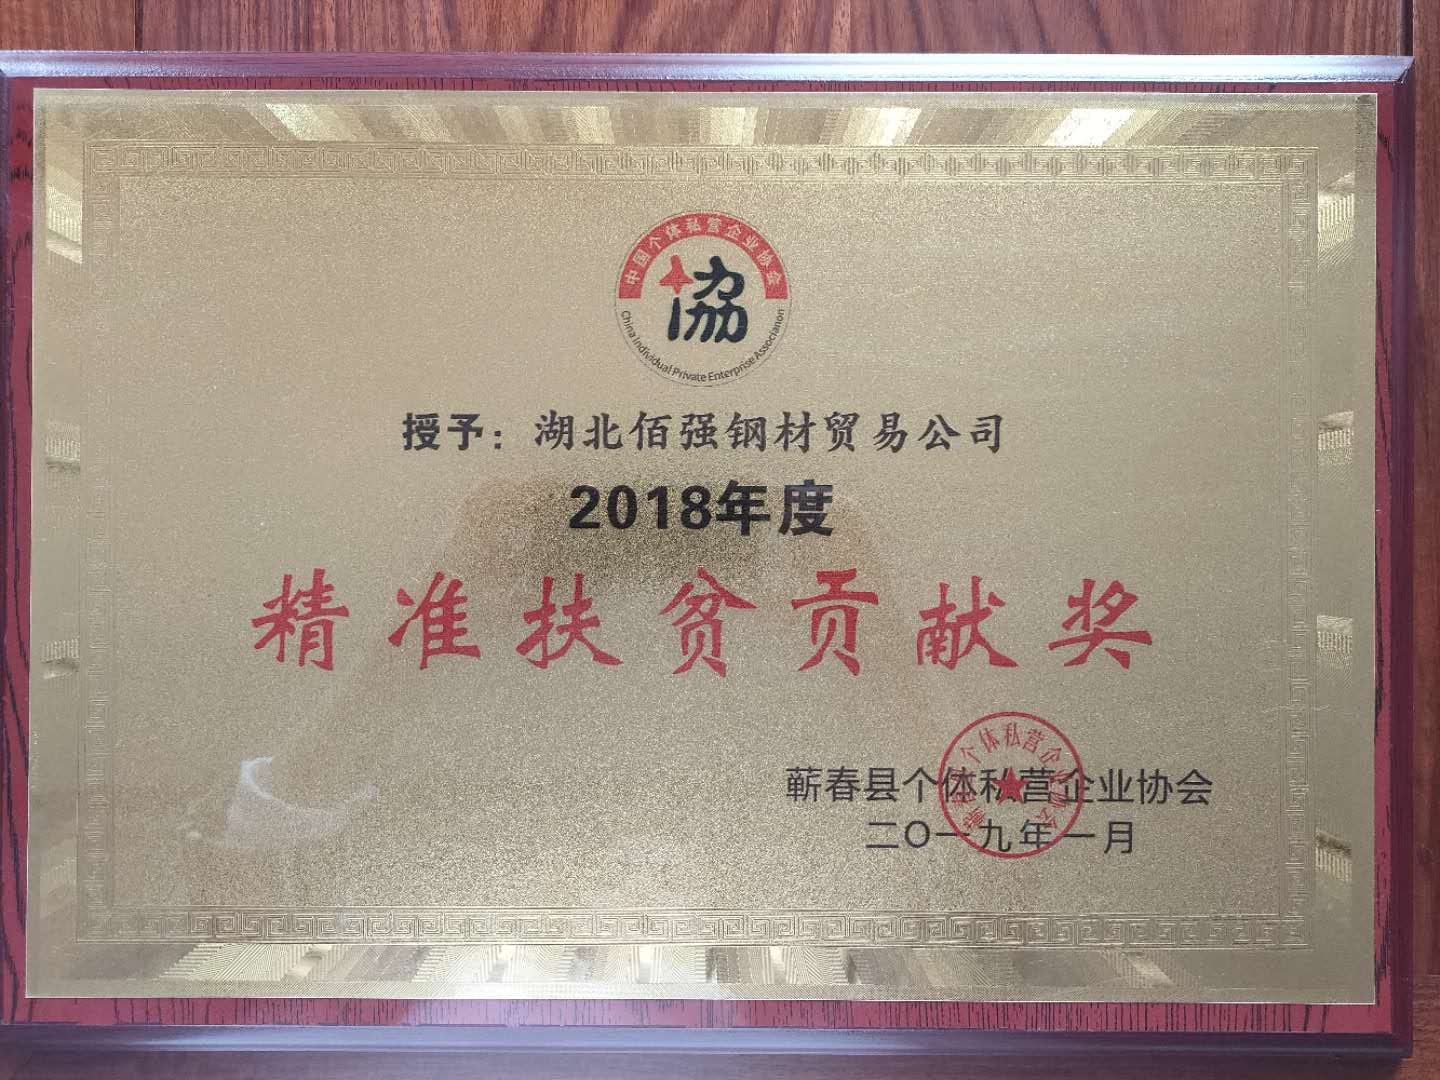 中国个体私营企业协会
協
China Individual Private Enterprise Association
授予：湖北佰强钢材贸易公司
2018年度
精准扶贫贡献奖
蕲春县个体私营企业协会
二〇一九年一月